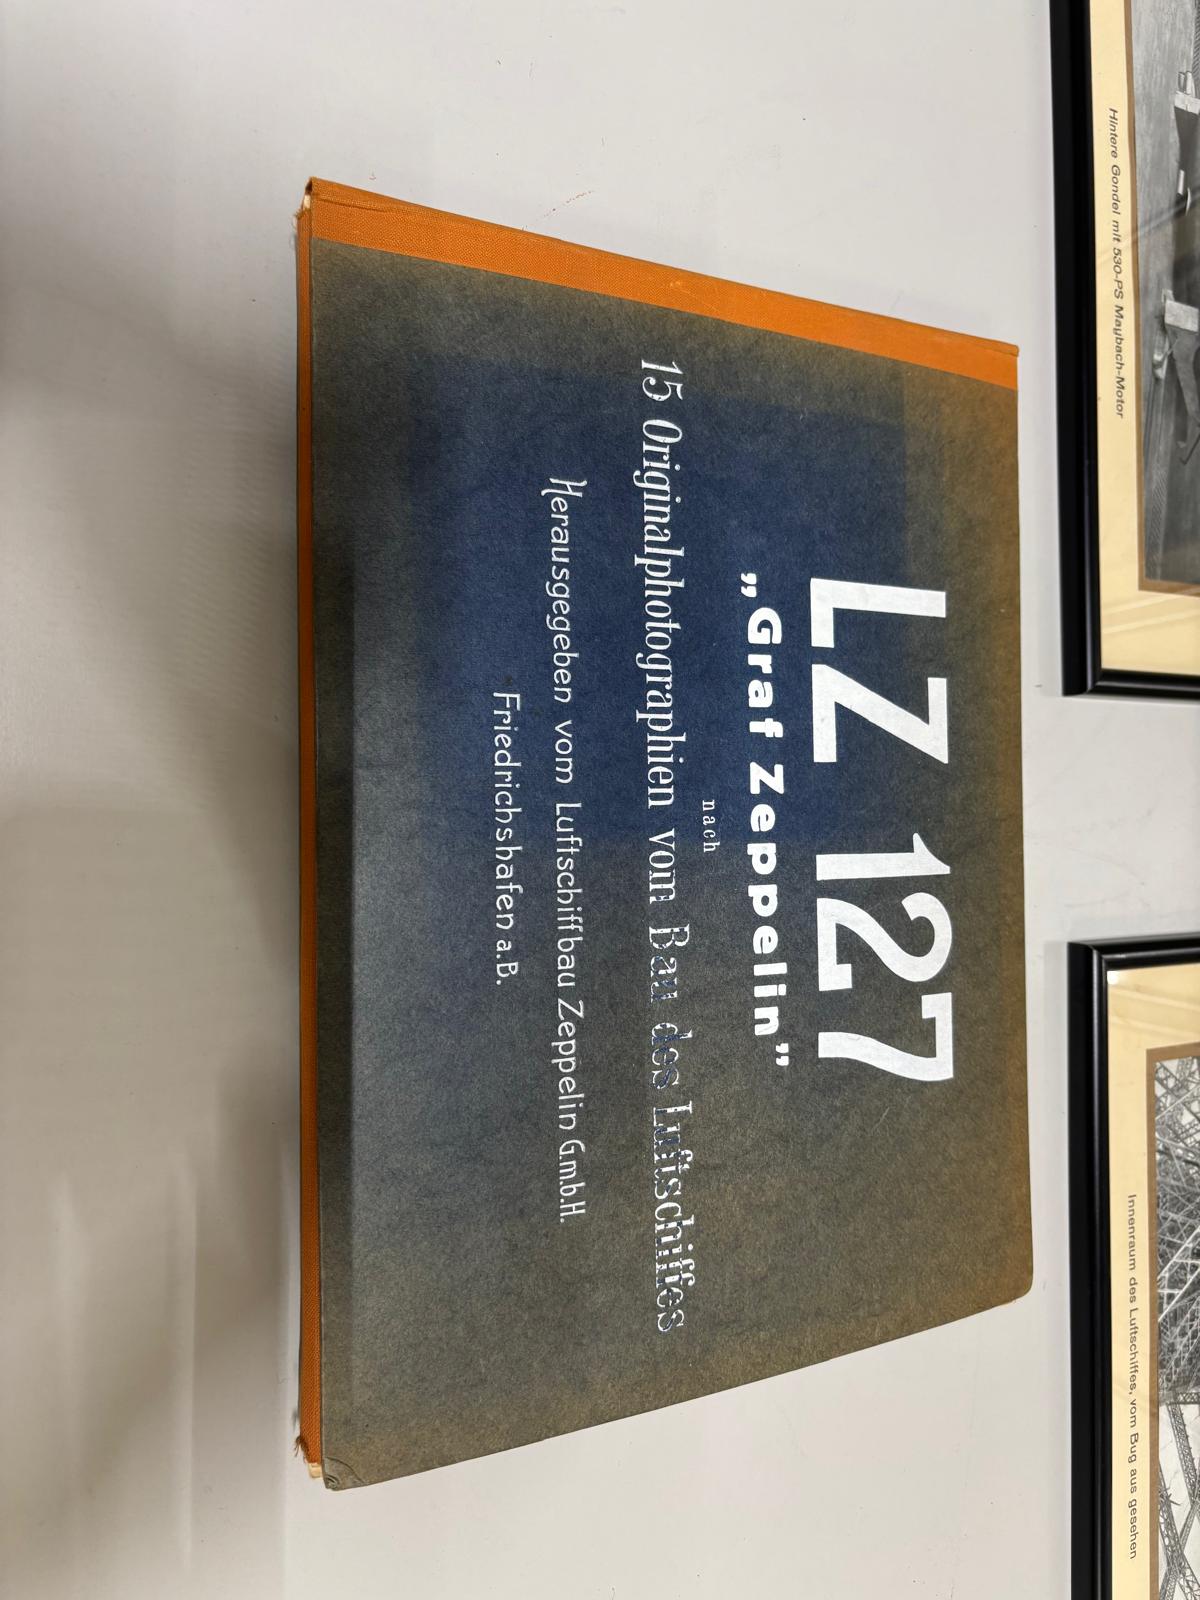 LZ 127
„Graf Zeppelin”
nach
15 Originalphotographien vom Bau des Luftschiffes
Herausgegeben vom Luftschiffbau Zeppelin G.m.b.H.
Friedrichshafen a.B.
Hintere Gondel mit 530-PS Maybach-Motor
Innenraum des Luftschiffes, vom Bug aus gesehen